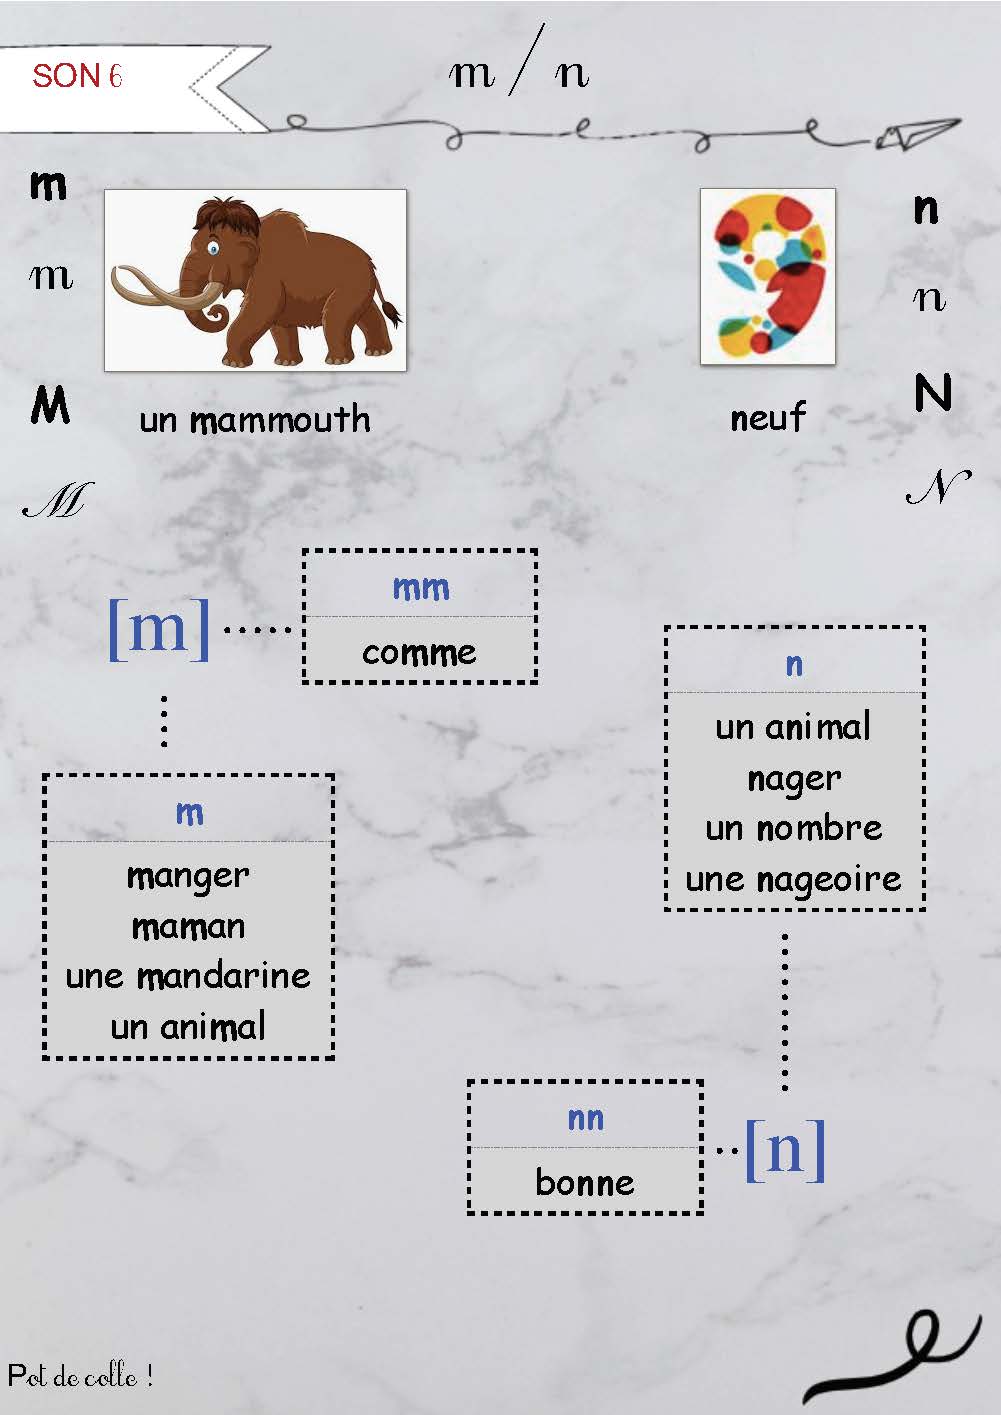 SON 6
m / n
m
m
M
M
un mammouth
neuf
n
n
N
N
[m]
mm
comme
m
manger
maman
une mandarine
un animal
n
un animal
nager
un nombre
une nageoire
nn
bonne
[n]
Pot de colle !